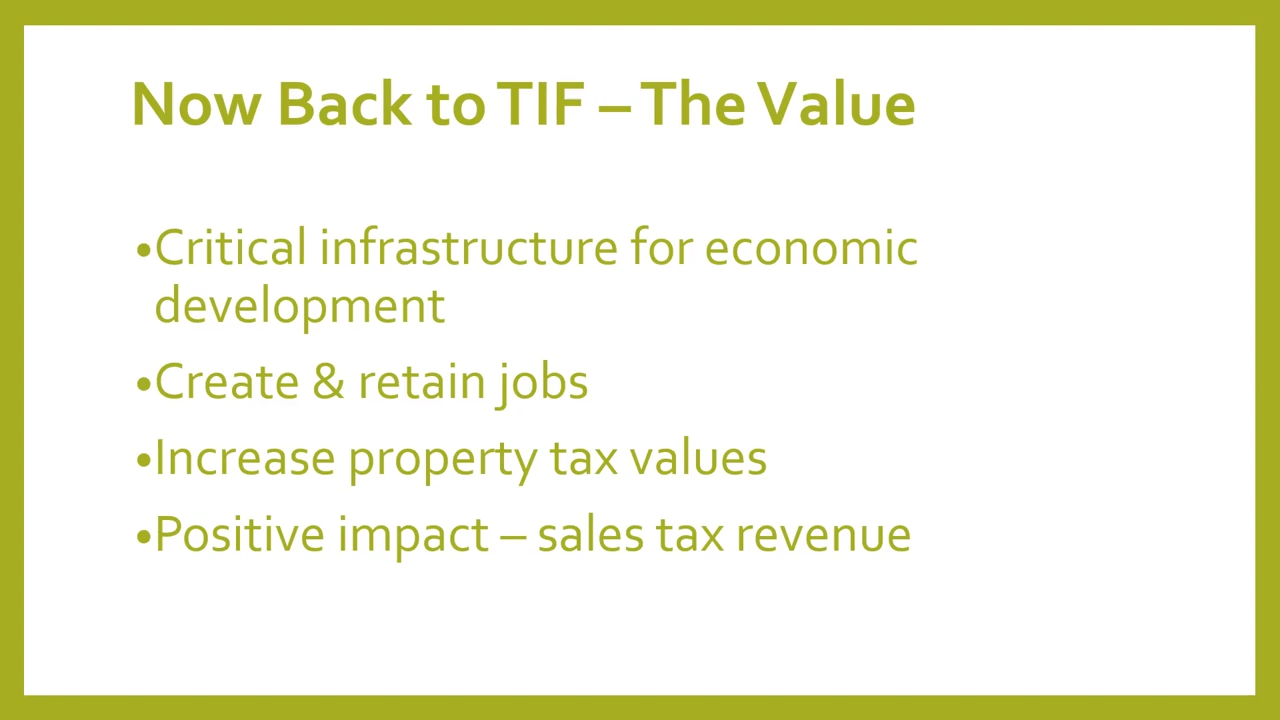 Now Back to TIF – The Value
•Critical infrastructure for economic
development
•Create & retain jobs
•Increase property tax values
•Positive impact – sales tax revenue